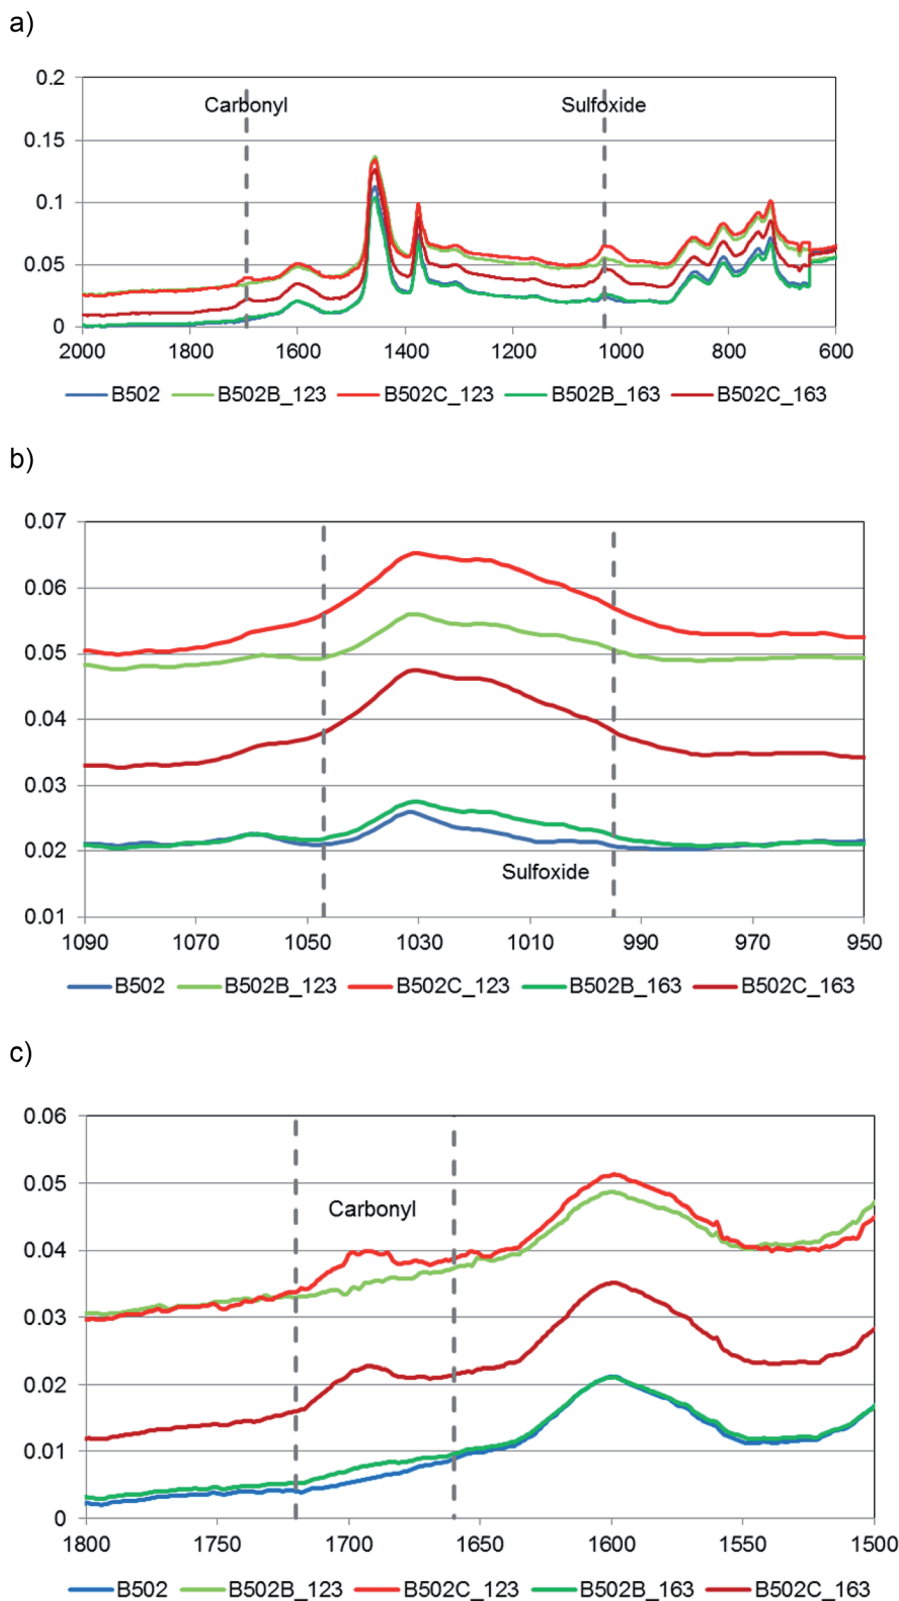 a)
0.2
Carbonyl Sulfoxide
0.15
0.1
0.05
0
2000 1800 1600 1400 1200 1000 800 600
B502 B502B_123 B502C_123 B502B_163 B502C_163
b)
0.07
0.06
0.05
0.04
0.03
0.02
Sulfoxide
0.01
1090 1070 1050 1030 1010 990 970 950
B502 B502B_123 B502C_123 B502B_163 B502C_163
c)
0.06
0.05
Carbonyl
0.04
0.03
0.02
0.01
0
1800 1750 1700 1650 1600 1550 1500
B502 B502B_123 B502C_123 B502B_163 B502C_163